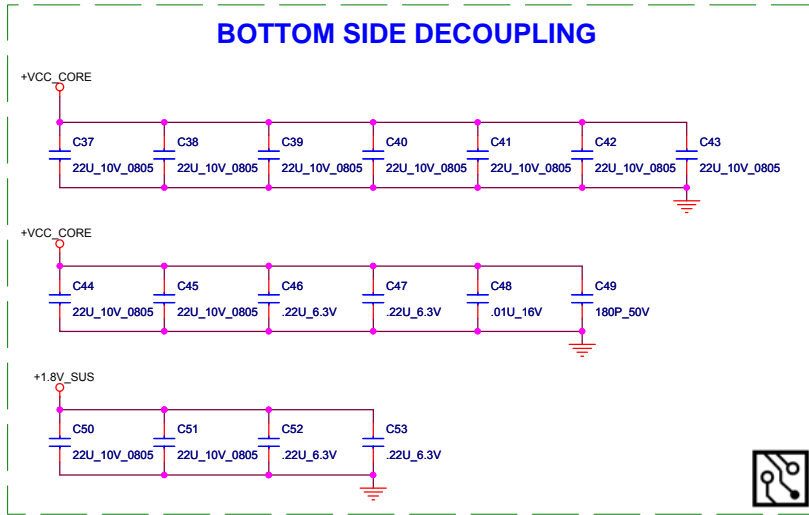 BOTTOM SIDE DECOUPLING
+VCC_CORE
C37 C38 C39 C40 C41 C42 C43
22U_10V_0805 22U_10V_0805 22U_10V_0805 22U_10V_0805 22U_10V_0805 22U_10V_0805 22U_10V_0805
+VCC_CORE
C44 C45 C46 C47 C48 C49
22U_10V_0805 22U_10V_0805 .22U_6.3V .22U_6.3V .01U_16V 180P_50V
+1.8V_SUS
C50 C51 C52 C53
22U_10V_0805 22U_10V_0805 .22U_6.3V .22U_6.3V